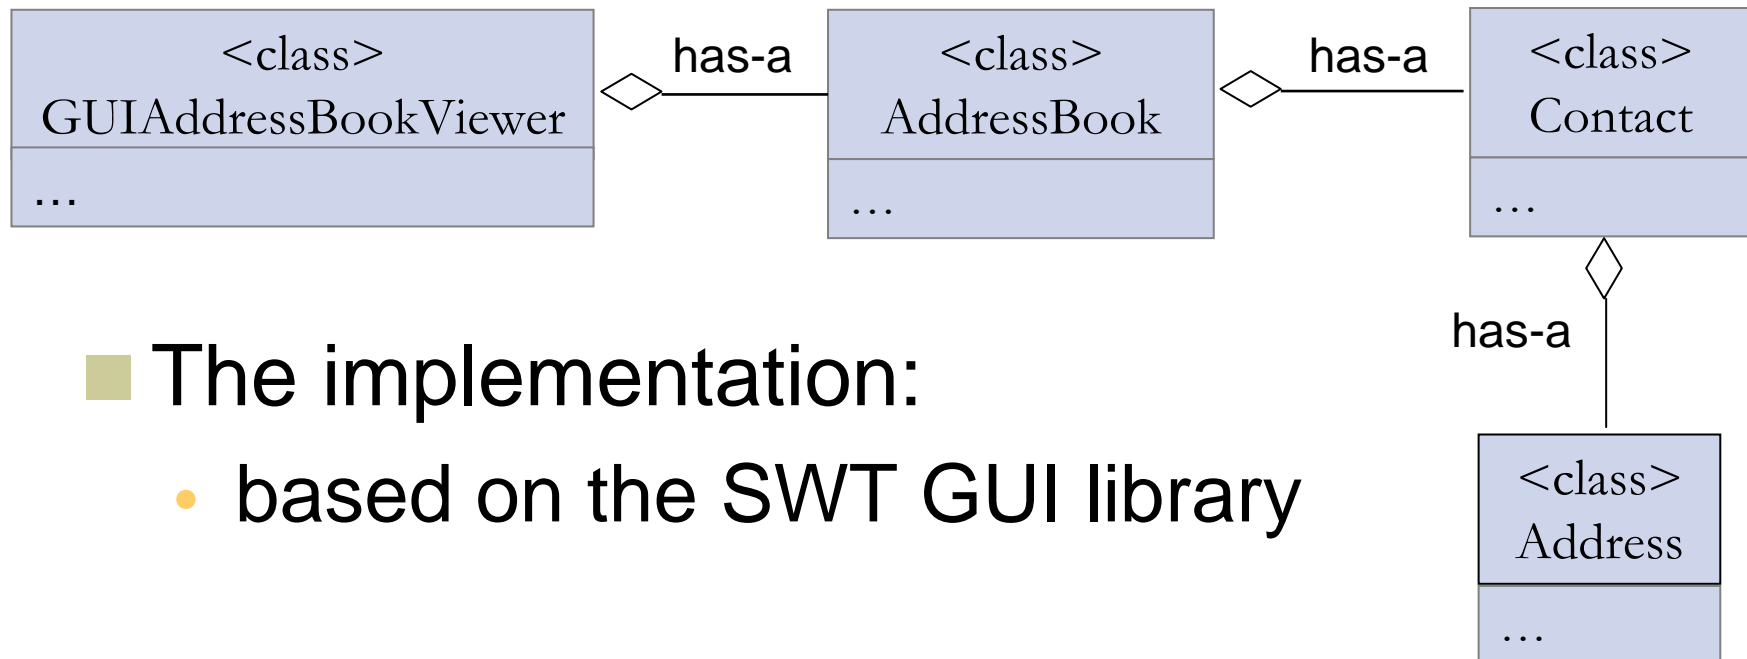 <class>
GUIAddressBookViewer
…
has-a
<class>
AddressBook
…
has-a
<class>
Contact
…
has-a
<class>
Address
…
The implementation:
• based on the SWT GUI library